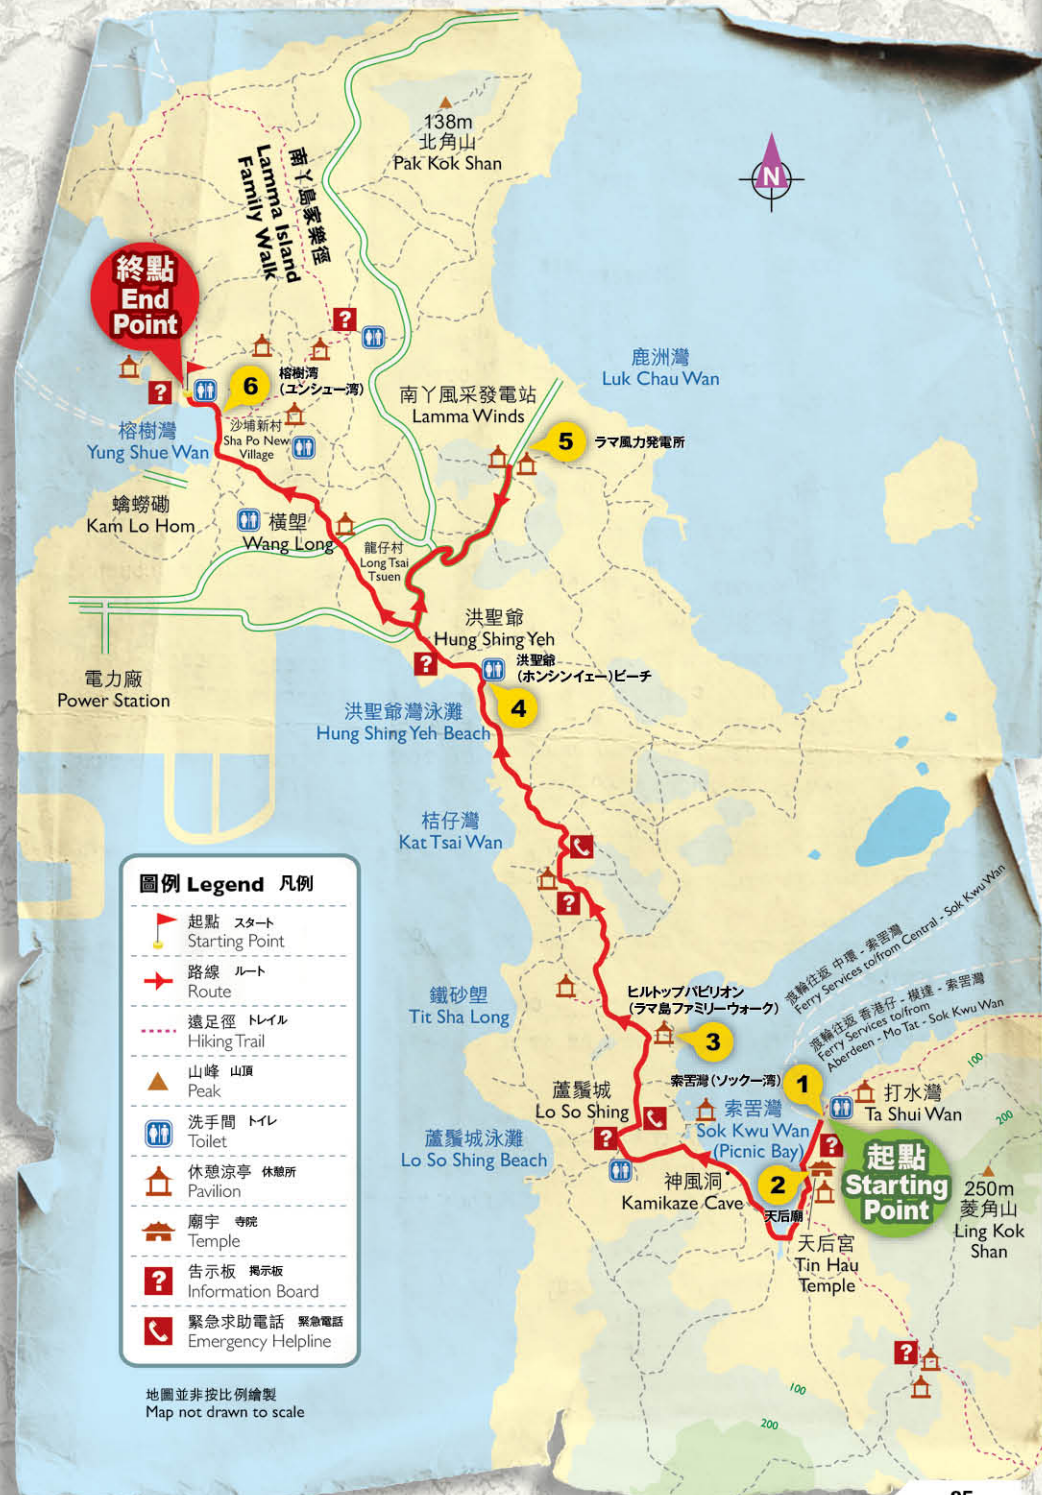 138m
北角山
Pak Kok Shan
南丫島家樂徑
Lamma Island
Family Walk
N
終點
End
Point
鹿洲灣
Luk Chau Wan
6
榕樹湾
（ユンシュー湾）
南丫風采發電站
Lamma Winds
5
ラマ風力発電所
榕樹灣
Yung Shue Wan
沙埔新村
Sha Po New
Village
橫塱
Wang Long
龍仔村
Long Tsai
Tsuen
Kam Lo Hom
洪聖爺
Hung Shing Yeh
洪聖爺
（ホンシンイェー）ビーチ
4
電力廠
Power Station
洪聖爺灣泳灘
Hung Shing Yeh Beach
桔仔灣
Kat Tsai Wan
渡輪往返 中環 - 索罟灣
Ferry Services to/from Central - Sok Kwu Wan
渡輪往返 香港仔 - 模達 - 索罟灣
Ferry Services to/from
Aberdeen - Mo Tat - Sok Kwu Wan
鐵砂塱
Tit Sha Long
ヒルトップパビリオン
（ラマ島ファミリーウォーク）
3
索罟灣（ソックー湾）
1
蘆鬚城
Lo So Shing
索罟灣
Sok Kwu Wan
(Picnic Bay)
打水灣
Ta Shui Wan
100
200
蘆鬚城泳灘
Lo So Shing Beach
神風洞
Kamikaze Cave
2
天后廟
起點
Starting
Point
250m
菱角山
Ling Kok
Shan
天后宮
Tin Hau
Temple
100
200
圖例 Legend 凡例
起點 スタート
Starting Point
路線 ルート
Route
遠足徑 トレイル
Hiking Trail
山峰 山頂
Peak
洗手間 トイレ
Toilet
休憩涼亭 休憩所
Pavilion
廟宇 寺院
Temple
告示板 掲示板
Information Board
緊急求助電話 緊急電話
Emergency Helpline
地圖並非按比例繪製
Map not drawn to scale